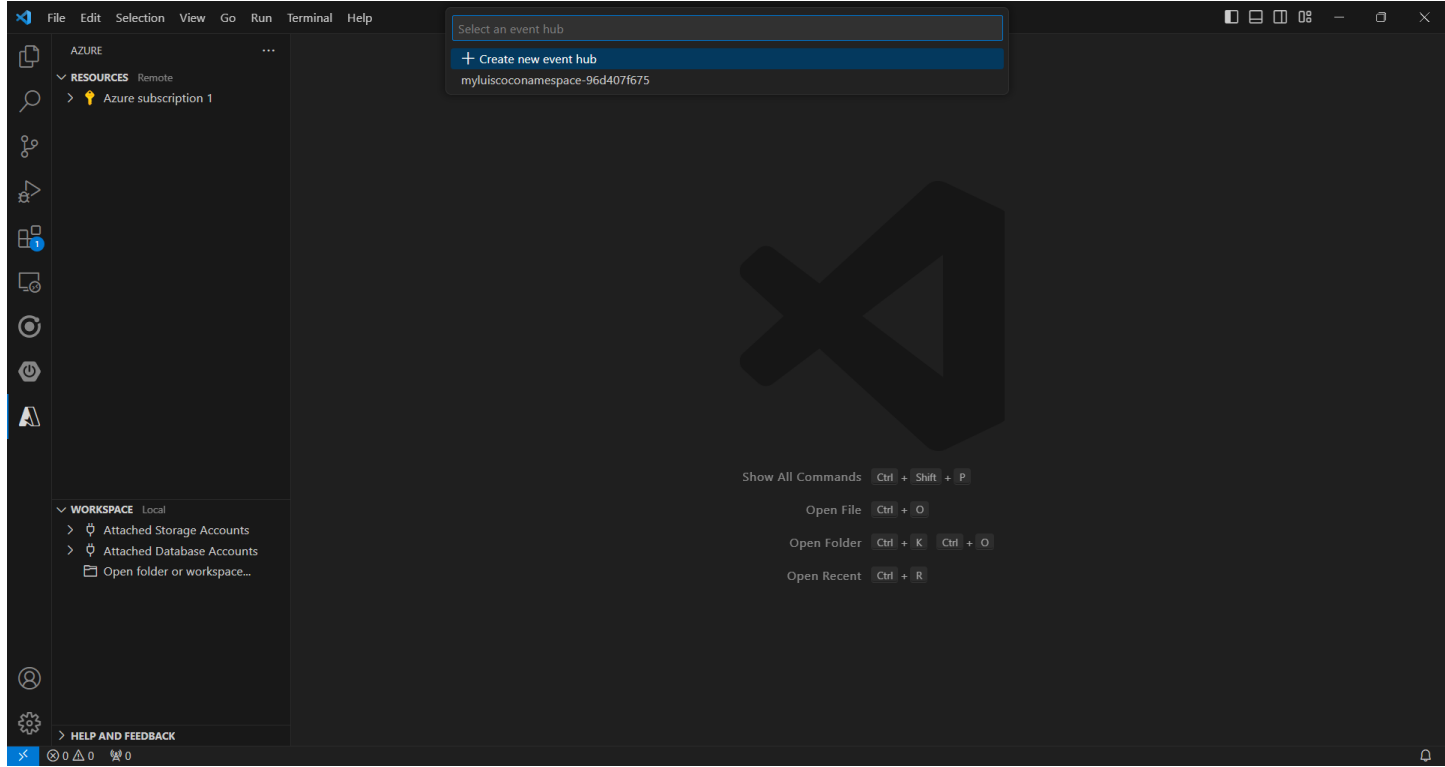 File Edit Selection View Go Run Terminal Help
Select an event hub
Create new event hub
myluiscoconamespace-96d407f675
AZURE
RESOURCES Remote
Azure subscription 1
1
Show All Commands Ctrl + Shift + P
Open File Ctrl + O
Open Folder Ctrl + K Ctrl + O
Open Recent Ctrl + R
WORKSPACE Local
Attached Storage Accounts
Attached Database Accounts
Open folder or workspace...
HELP AND FEEDBACK
0 0 0